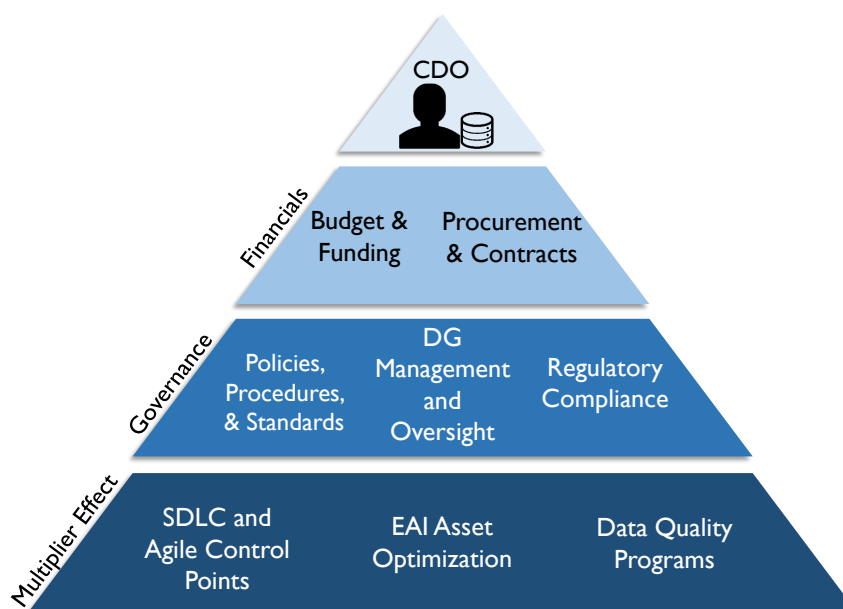 CDO
Financials
Budget &
Funding
Procurement
& Contracts
Governance
Policies,
Procedures,
& Standards
DG
Management
and
Oversight
Regulatory
Compliance
Multiplier Effect
SDLC and
Agile Control
Points
EAI Asset
Optimization
Data Quality
Programs